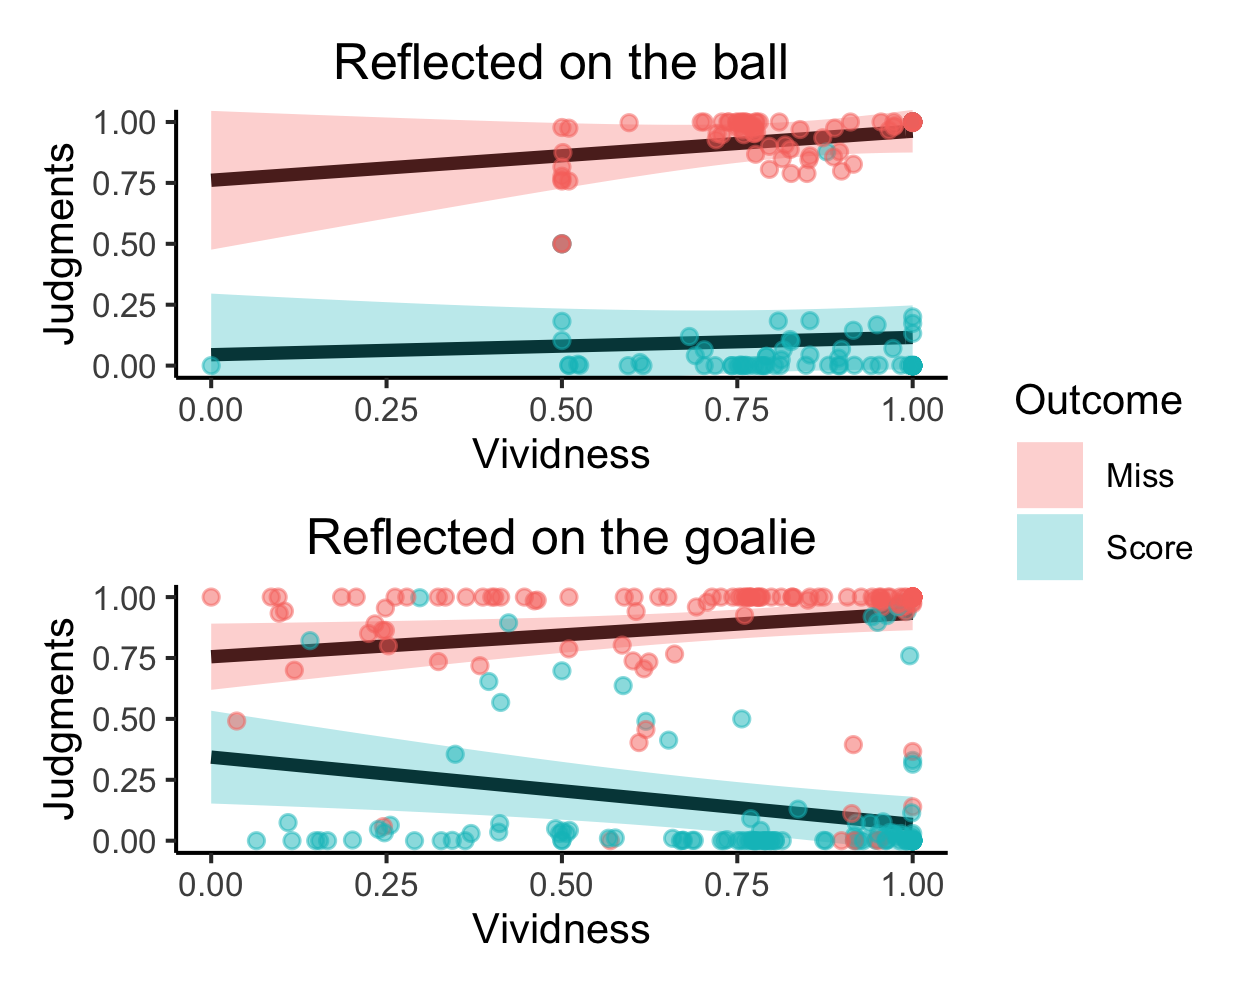 Reflected on the ball
1.00
0.75
0.50
0.25
0.00
Judgments
0.00 0.25 0.50 0.75 1.00
Vividness
Outcome
Miss
Score
Reflected on the goalie
1.00
0.75
0.50
0.25
0.00
Judgments
0.00 0.25 0.50 0.75 1.00
Vividness